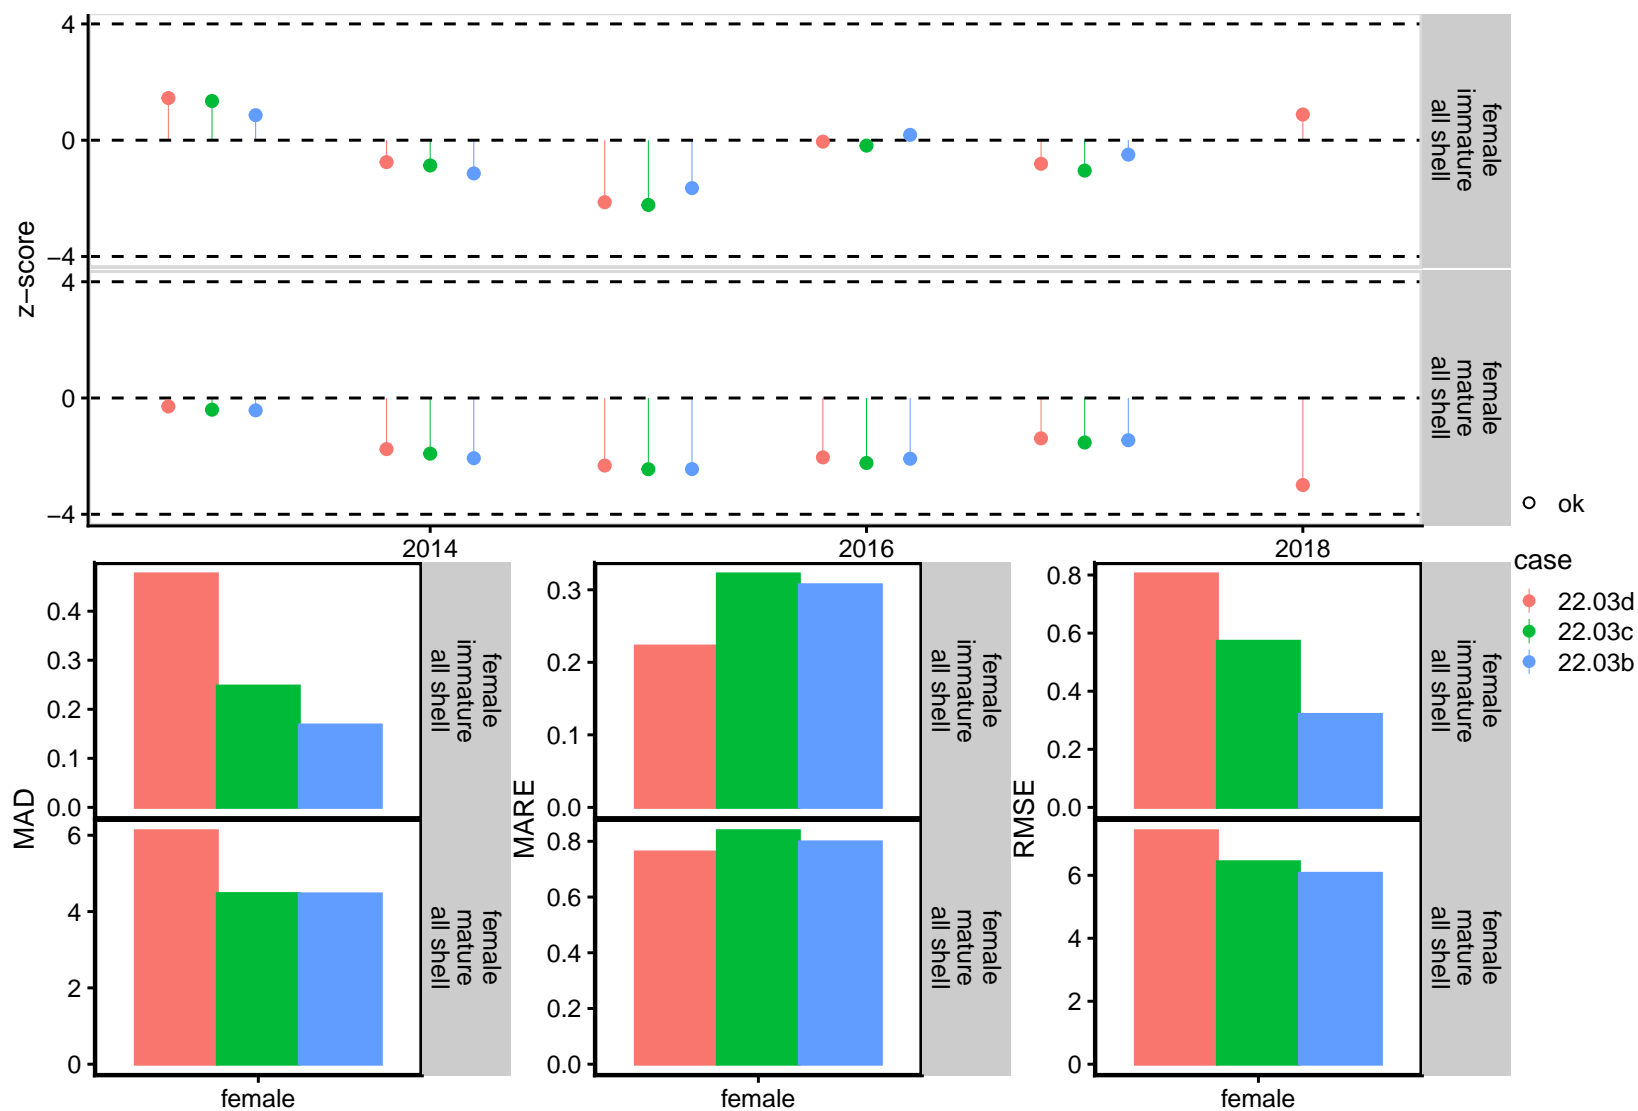 z−score
4
0
−4
female
immature
all shell
4
0
−4
female
mature
all shell
2014
2016
2018
ok
case
22.03d
22.03c
22.03b
MAD
0.4
0.3
0.2
0.1
0.0
female
immature
all shell
6
4
2
0
female
mature
all shell
female
MARE
0.3
0.2
0.1
0.0
female
immature
all shell
0.8
0.6
0.4
0.2
0.0
female
mature
all shell
female
RMSE
0.8
0.6
0.4
0.2
0.0
female
immature
all shell
6
4
2
0
female
mature
all shell
female